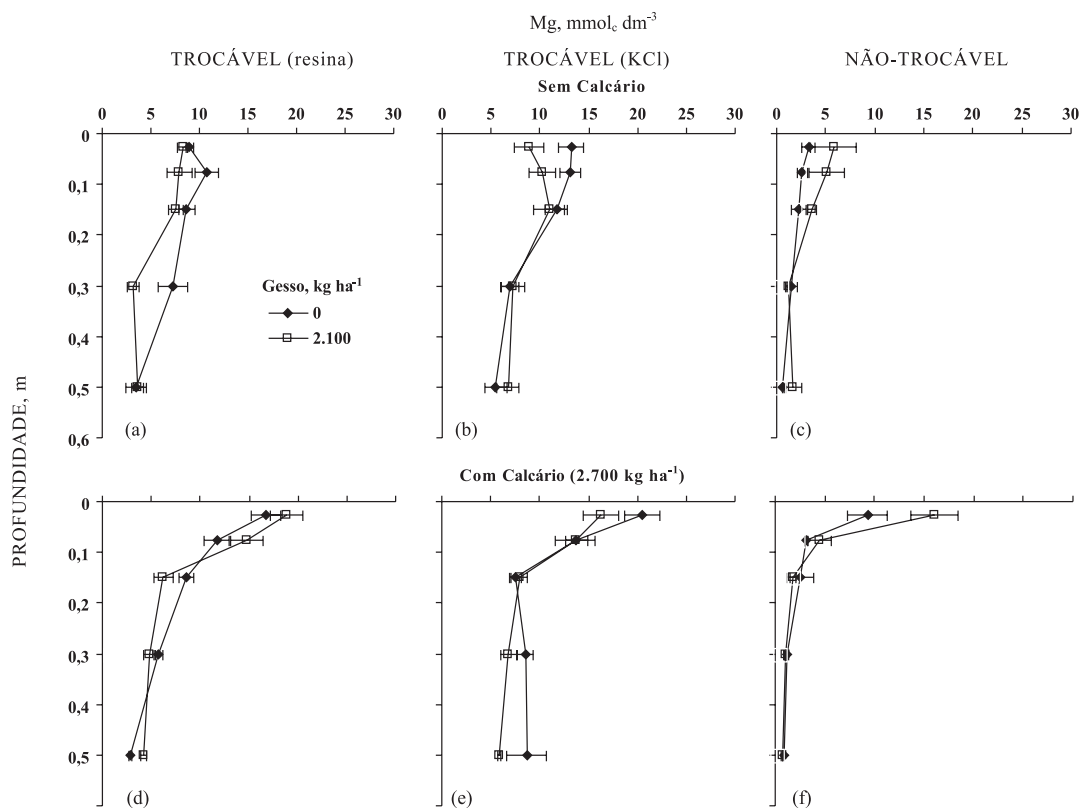 Mg, mmolc dm-3
TROCÁVEL (resina) TROCÁVEL (KCl) NÃO-TROCÁVEL
Sem Calcário
0 5 10 15 20 25 30 0 5 10 15 20 25 30 0 5 10 15 20 25 30
0
0,1
0,2
0,3
0,4
0,5
0,6
Gesso, kg ha-1
0
2.100
(a) (b) (c)
PROFUNDIDADE, m
Com Calcário (2.700 kg ha-1)
0
0,1
0,2
0,3
0,4
0,5
(d) (e) (f)